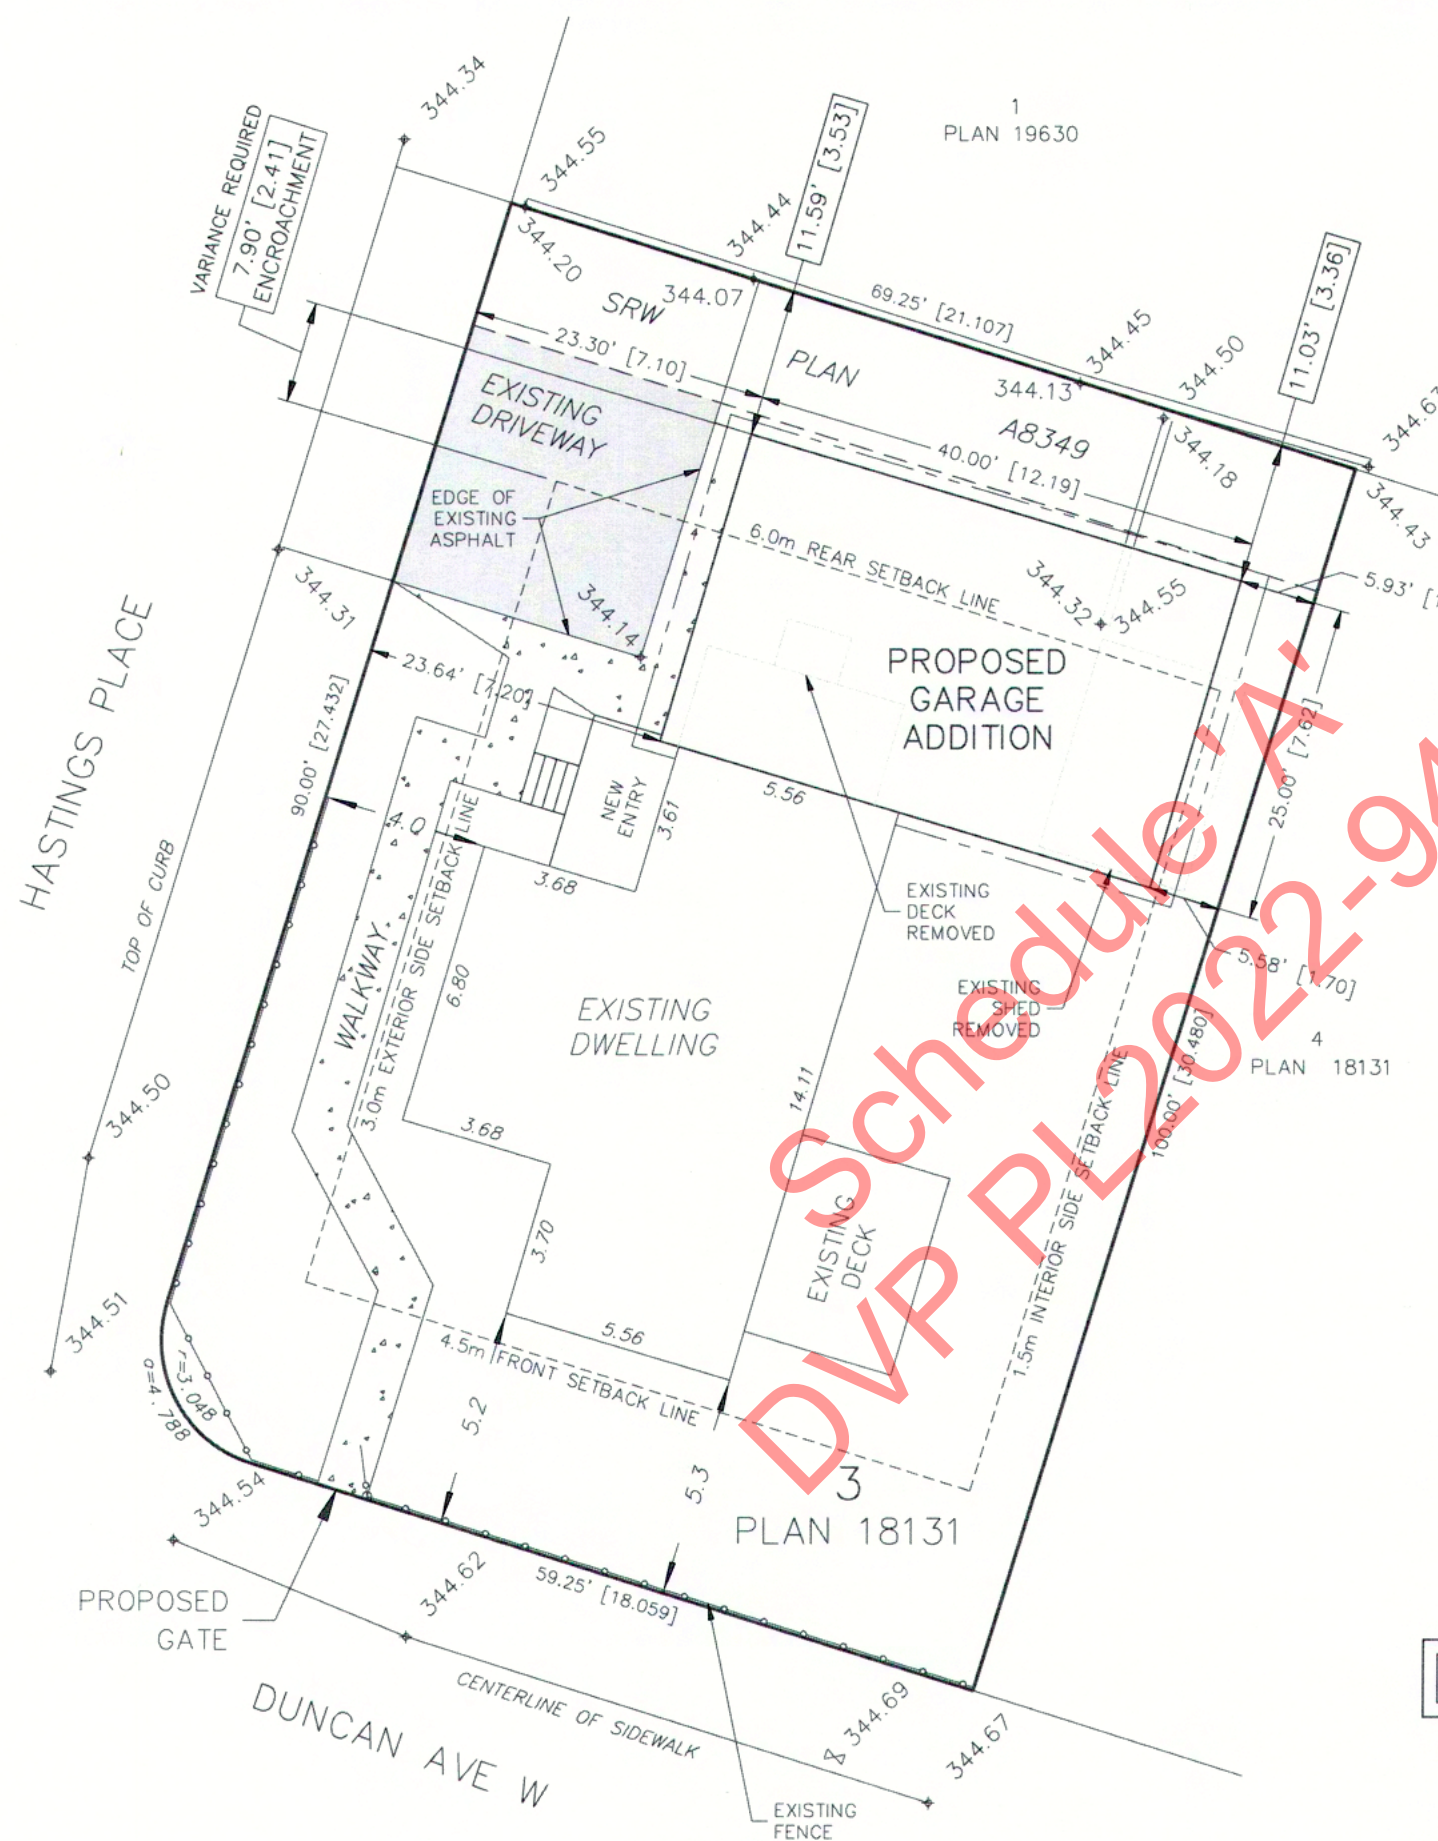 344.34
1
PLAN 19630
VARIANCE REQUIRED
7.90' [2.41]
ENCROACHMENT
344.55
344.44
11.59' [3.53]
344.20
SRW
344.07
69.25' [21.107]
344.45
344.50
11.03' [3.36]
23.30' [7.10]
PLAN
344.13
A8349
344.18
40.00' [12.19]
344.43
EXISTING
DRIVEWAY
EDGE OF
EXISTING
ASPHALT
6.0m REAR SETBACK LINE
344.31
344.14
344.32
344.55
5.93'
PROPOSED
GARAGE
ADDITION
23.64' [7.20]
HASTINGS PLACE
90.00' [27.432]
TOP OF CURB
25.00' [7.62]
NEW
ENTRY
3.61
5.56
4.0
3.68
EXISTING
DECK
REMOVED
WALKWAY
3.0m EXTERIOR SIDE SETBACK LINE
6.80
EXISTING
DWELLING
EXISTING
SHED
REMOVED
5.58' [1.70]
4
PLAN 18131
100.00' [30.480]
14.11
344.50
3.68
3.70
EXISTING
DECK
1.5m INTERIOR SIDE SETBACK LINE
344.51
r=3.048
a=4.788
5.56
4.5m FRONT SETBACK LINE
5.2
5.3
3
PLAN 18131
344.54
344.62
59.25' [18.059]
PROPOSED
GATE
CENTERLINE OF SIDEWALK
DUNCAN AVE W
344.69
344.67
EXISTING
FENCE
Schedule 'A'
DVP PL2022-94